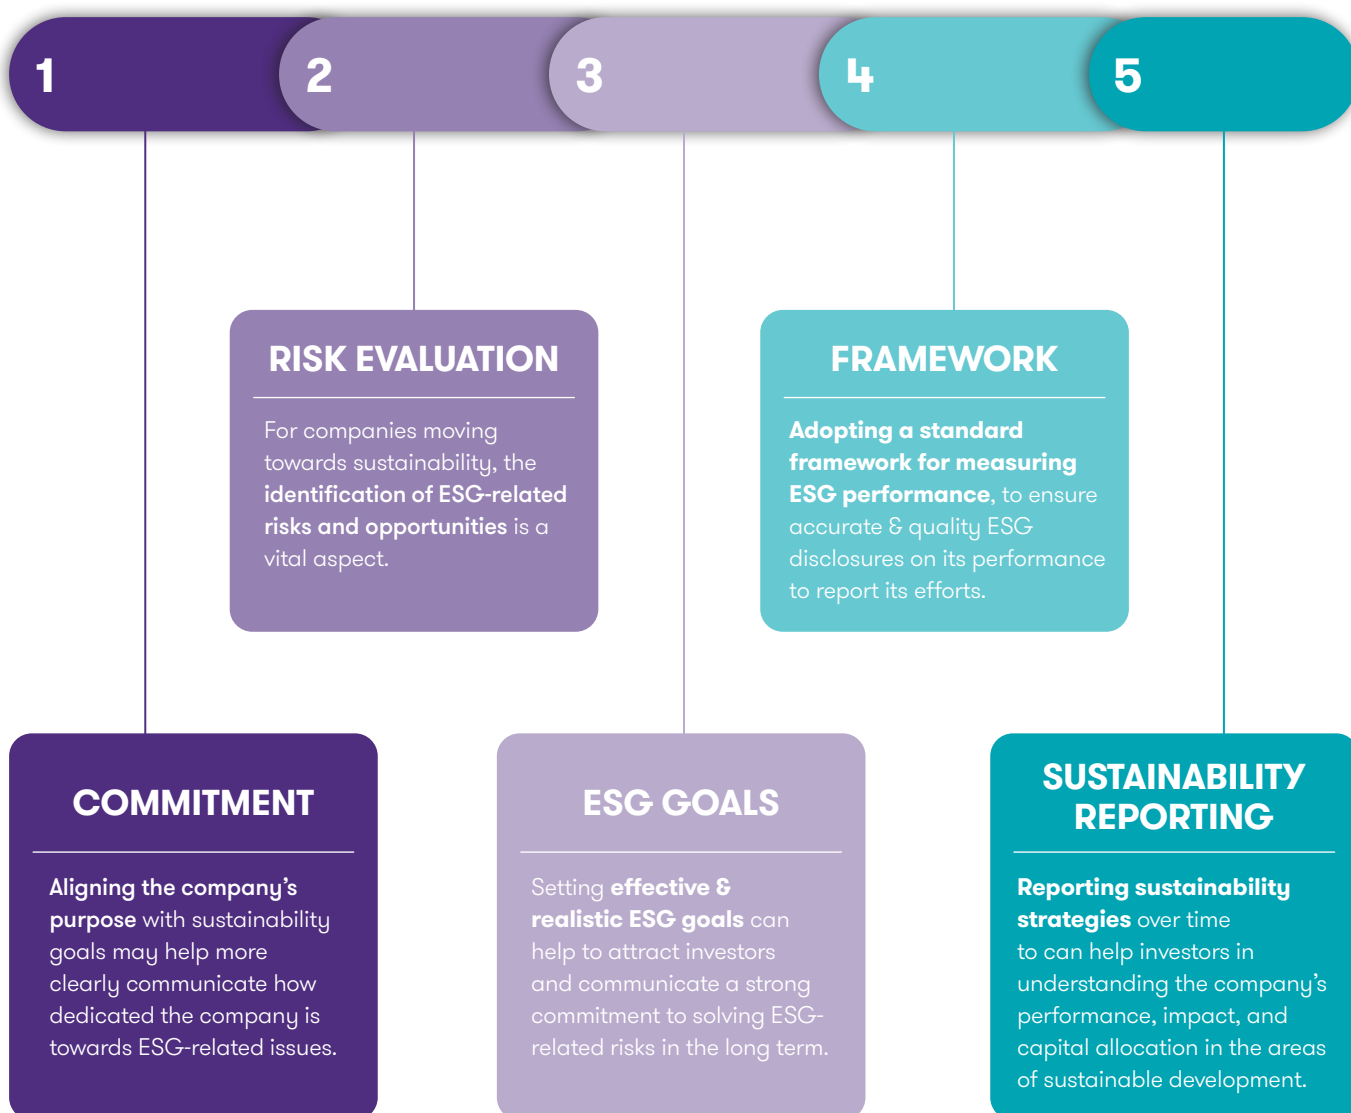 1
2
3
4
5
RISK EVALUATION
For companies moving
towards sustainability, the
identification of ESG-related
risks and opportunities is a
vital aspect.
FRAMEWORK
Adopting a standard
framework for measuring
ESG performance, to ensure
accurate & quality ESG
disclosures on its performance
to report its efforts.
COMMITMENT
Aligning the company’s
purpose with sustainability
goals may help more
clearly communicate how
dedicated the company is
towards ESG-related issues.
ESG GOALS
Setting effective &
realistic ESG goals can
help to attract investors
and communicate a strong
commitment to solving ESG-
related risks in the long term.
SUSTAINABILITY
REPORTING
Reporting sustainability
strategies over time
to can help investors in
understanding the company’s
performance, impact, and
capital allocation in the areas
of sustainable development.